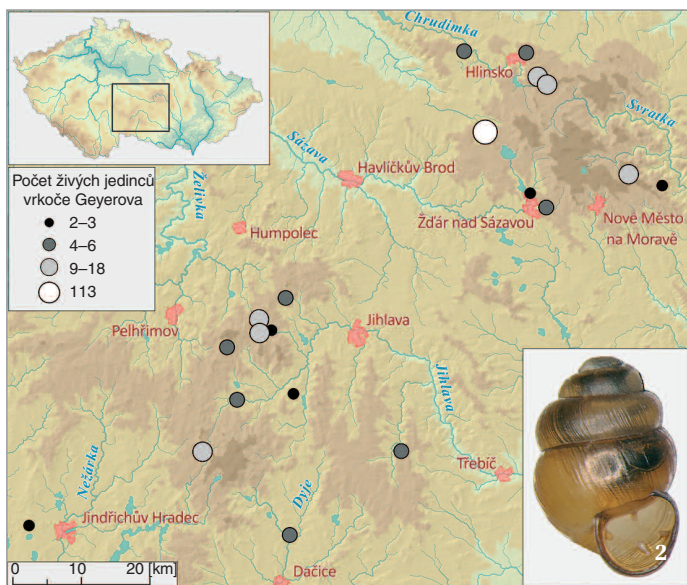 Chrudimka
Hlinsko
Svratka
Sázava
Havlíčkův Brod
Želivka
Počet živých jedinců
vrkoče Geyerova
2–3
4–6
9–18
113
Žďár nad Sázavou
Nové Město
na Moravě
Humpolec
Pelhřimov
Jihlava
Jihlava
Třebíč
Nežárka
Jindřichův Hradec
Dyje
Dačice
0 10 20 [km]
2